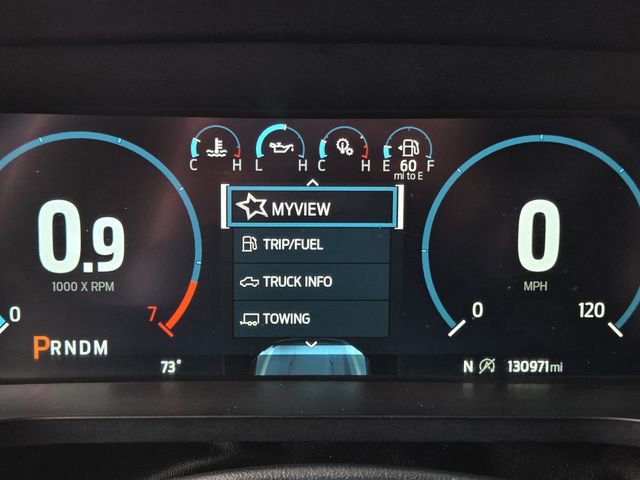 C H L H C H E 60 F
mi to E
MYVIEW
0.9
1000 X RPM
0 7
TRIP/FUEL
TRUCK INFO
TOWING
0
MPH
0 120
PRNDM
73°
N 130971mi